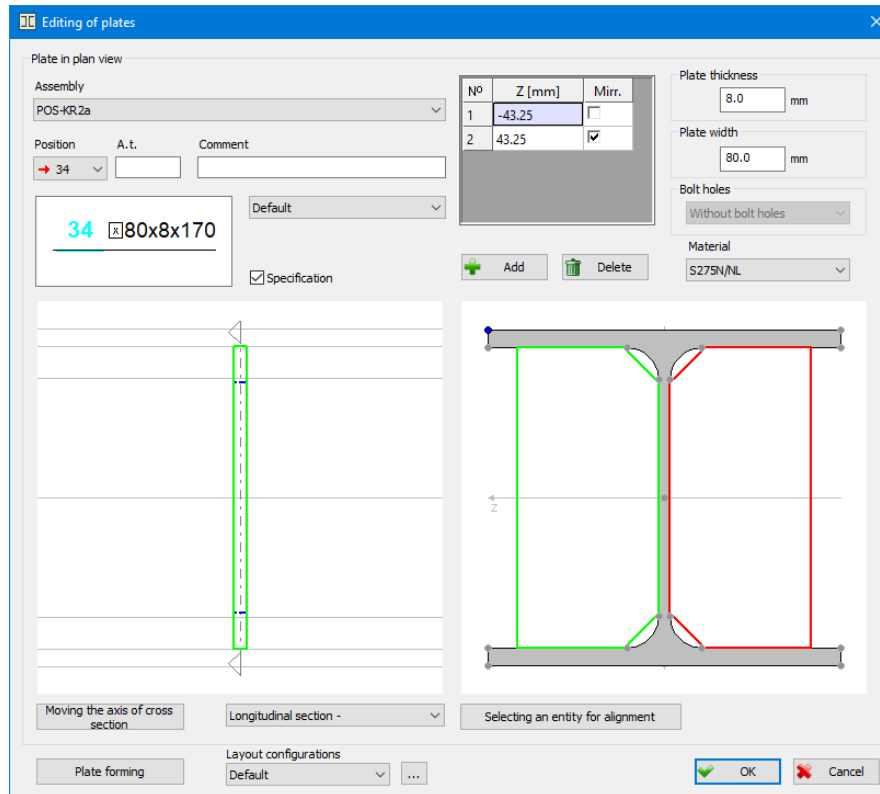 Editing of plates
Plate in plan view
Assembly
POS-KR2a
Position A.t. Comment
34
34 x 80x8x170
Default
Specification
Nº Z [mm] Mirr.
1 -43.25
2 43.25
Add Delete
Plate thickness
8.0 mm
Plate width
80.0 mm
Bolt holes
Without bolt holes
Material
S275N/NL
z
Moving the axis of cross
section
Longitudinal section -
Selecting an entity for alignment
Plate forming
Layout configurations
Default
...
OK Cancel